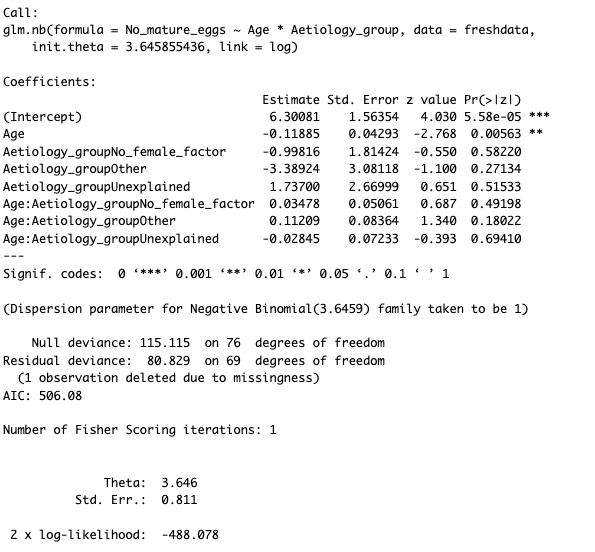 Call:
glm.nb(formula = No_mature_eggs ~ Age * Aetiology_group, data = freshdata,
    init.theta = 3.645855436, link = log)

Coefficients:
                                Estimate Std. Error z value Pr(>|z|)
(Intercept)                      6.30081    1.56354   4.030 5.58e-05 ***
Age                             -0.11885    0.04293  -2.768  0.00563 **
Aetiology_groupNo_female_factor -0.99816    1.81424  -0.550  0.58220
Aetiology_groupOther            -3.38924    3.08118  -1.100  0.27134
Aetiology_groupUnexplained       1.73700    2.66999   0.651  0.51533
Age:Aetiology_groupNo_female_factor  0.03478    0.05061   0.687  0.49198
Age:Aetiology_groupOther         0.11209    0.08364   1.340  0.18022
Age:Aetiology_groupUnexplained  -0.02845    0.07233  -0.393  0.69410
---
Signif. codes:  0 ‘***’ 0.001 ‘**’ 0.01 ‘*’ 0.05 ‘.’ 0.1 ‘ ’ 1

(Dispersion parameter for Negative Binomial(3.6459) family taken to be 1)

    Null deviance: 115.115  on 76  degrees of freedom
Residual deviance:  80.829  on 69  degrees of freedom
  (1 observation deleted due to missingness)
AIC: 506.08

Number of Fisher Scoring iterations: 1

              Theta:  3.646
          Std. Err.:  0.811

 2 x log-likelihood:  -488.078